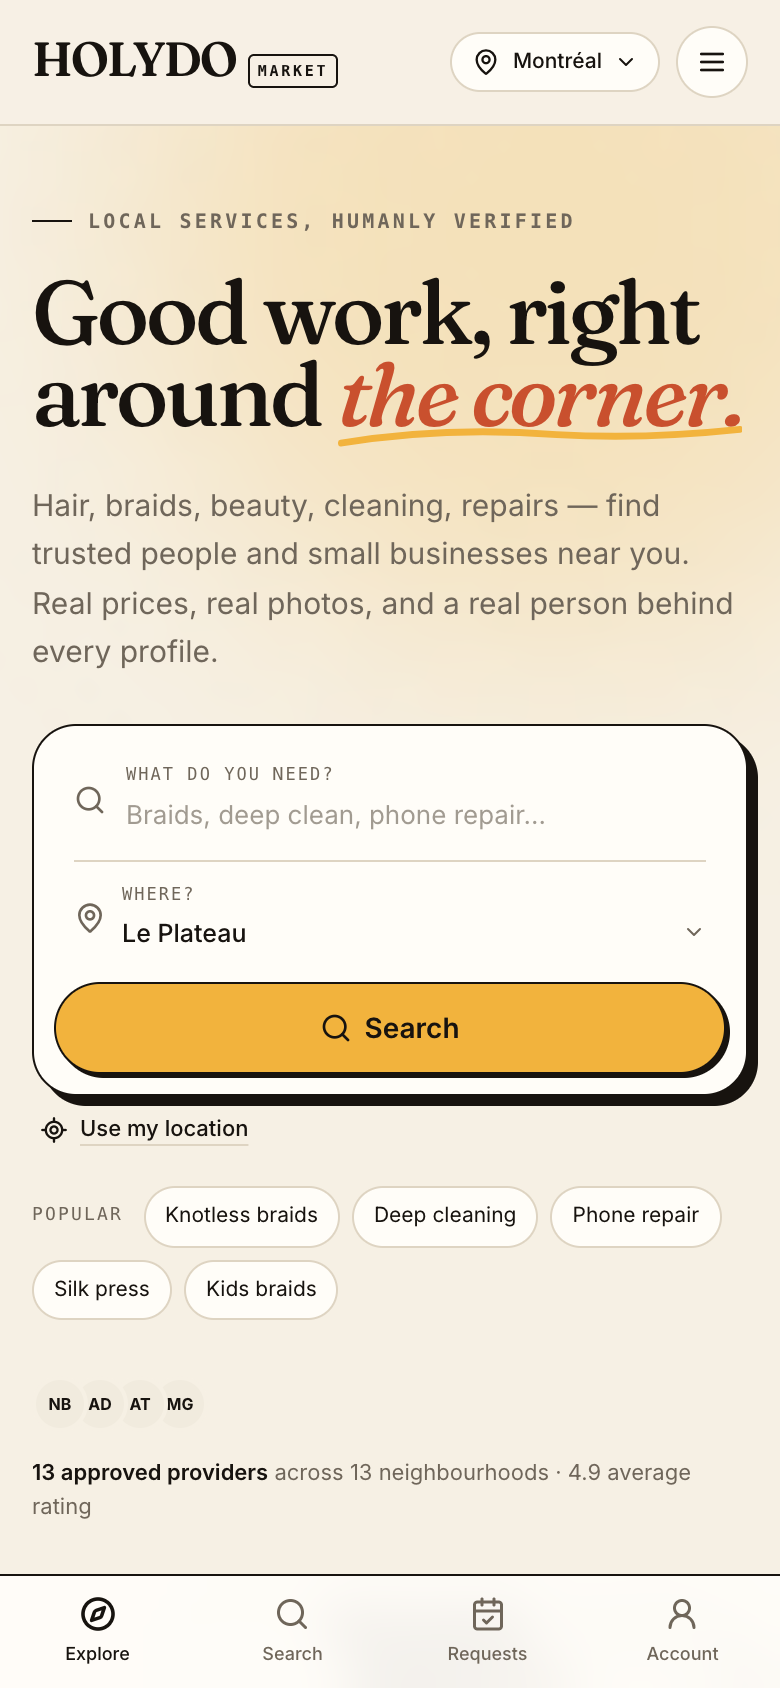 HOLYDO MARKET
Montréal
LOCAL SERVICES, HUMANLY VERIFIED
Good work, right
around the corner.
Hair, braids, beauty, cleaning, repairs — find
trusted people and small businesses near you.
Real prices, real photos, and a real person behind
every profile.
WHAT DO YOU NEED?
Braids, deep clean, phone repair...
WHERE?
Le Plateau
Search
Use my location
POPULAR
Knotless braids
Deep cleaning
Phone repair
Silk press
Kids braids
NB AD AT MG
13 approved providers across 13 neighbourhoods · 4.9 average
rating
Explore
Search
Requests
Account